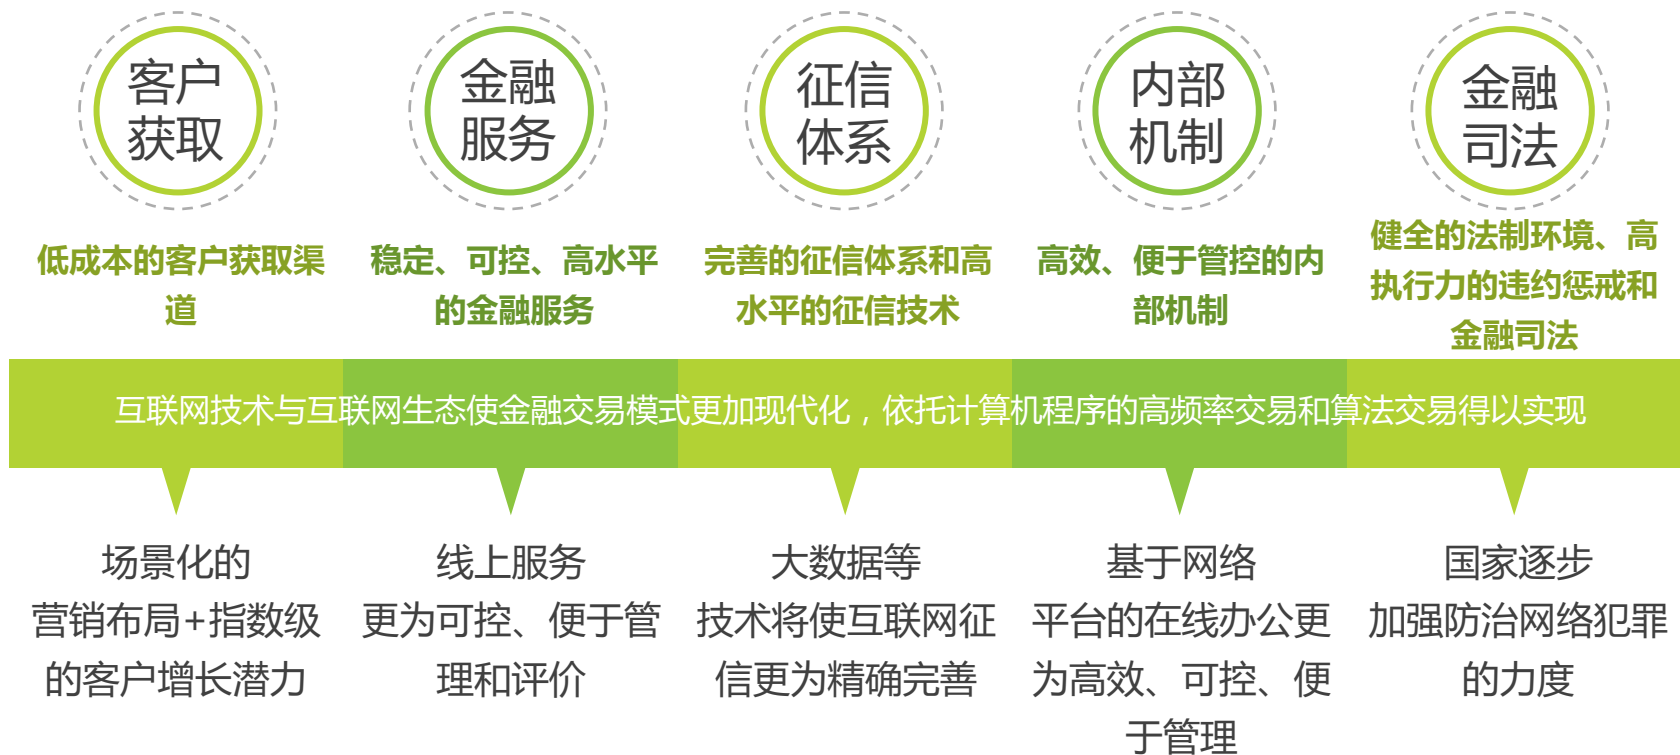 客户
获取
金融
服务
征信
体系
内部
机制
金融
司法
低成本的客户获取渠
道
稳定、可控、高水平
的金融服务
完善的征信体系和高
水平的征信技术
高效、便于管控的内
部机制
健全的法制环境、高
执行力的违约惩戒和
金融司法
互联网技术与互联网生态使金融交易模式更加现代化，依托计算机程序的高频率交易和算法交易得以实现
场景化的
营销布局+指数级
的客户增长潜力
线上服务
更为可控、便于管
理和评价
大数据等
技术将使互联网征
信更为精确完善
基于网络
平台的在线办公更
为高效、可控、便
于管理
国家逐步
加强防治网络犯罪
的力度